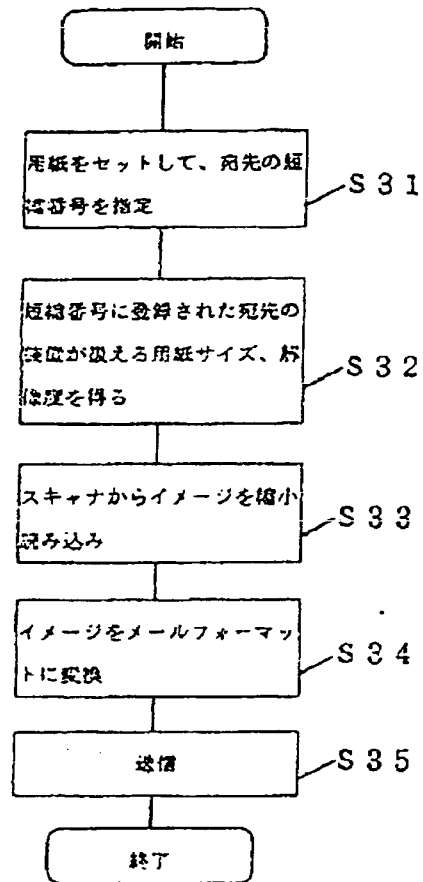 開始
用紙をセットして、宛先の短
縮番号を指定
S31
短縮番号に登録された宛先の
装置が扱える用紙サイズ、解
像度を得る
S32
スキャナからイメージを縮小
読み込み
S33
イメージをメールフォーマッ
トに変換
S34
送信
S35
終了